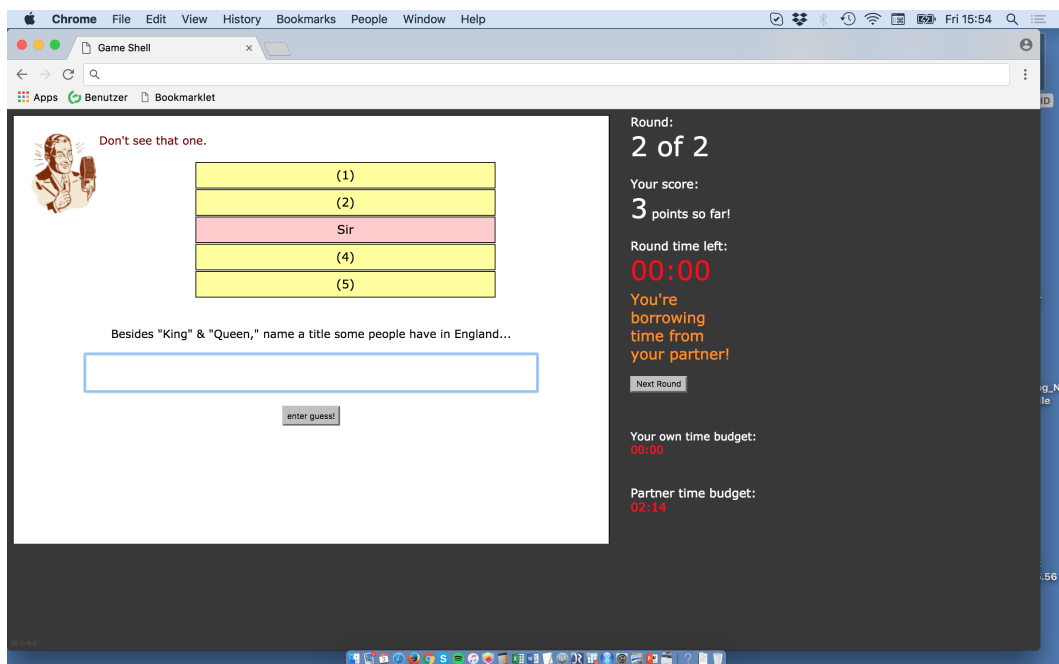 Chrome File Edit View History Bookmarks People Window Help Fri 15:54
Game Shell
Apps Benutzer Bookmarklet
Don't see that one.
(1)
(2)
Sir
(4)
(5)
Besides "King" & "Queen," name a title some people have in England...
enter guess!
Round:
2 of 2
Your score:
3 points so far!
Round time left:
00:00
You're
borrowing
time from
your partner!
Next Round
Your own time budget:
00:00
Partner time budget:
02:14